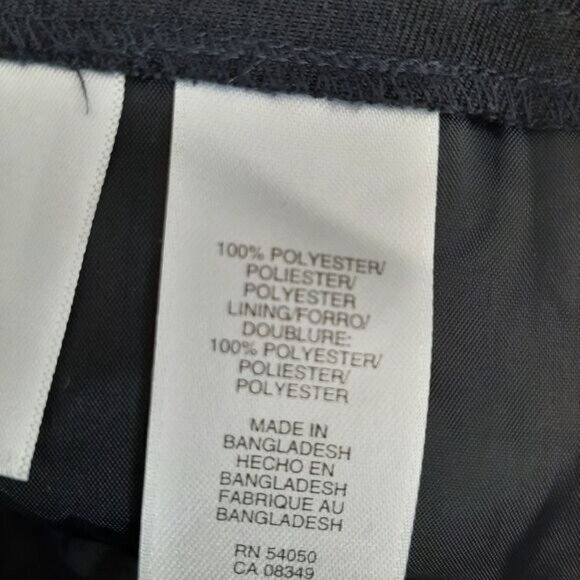 100% POLYESTER/
POLIESTER/
POLYESTER
LINING/FORRO/
DOUBLURE:
100% POLYESTER/
POLIESTER/
POLYESTER
MADE IN
BANGLADESH
HECHO EN
BANGLADESH
FABRIQUE AU
BANGLADESH
RN 54050
CA 08349